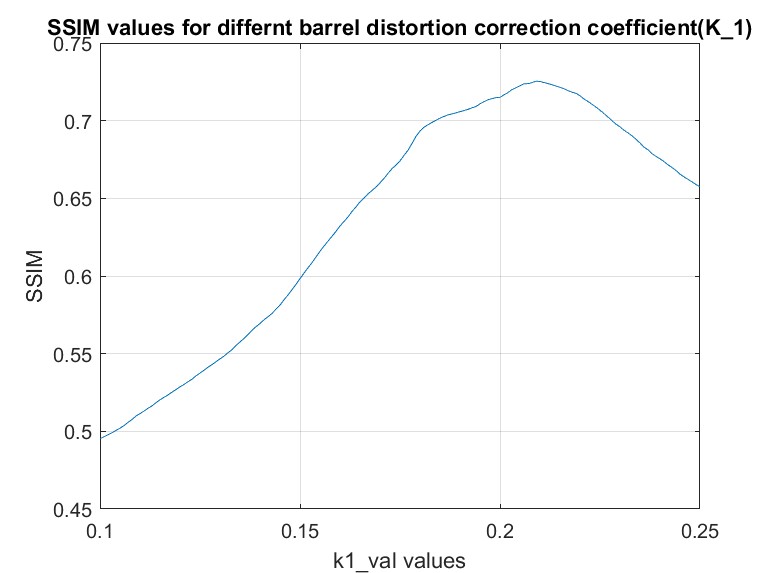 SSIM values for differnt barrel distortion correction coefficient(K_1)
0.75
0.7
0.65
0.6
0.55
0.5
0.45
SSIM
0.1 0.15 0.2 0.25
k1_val values